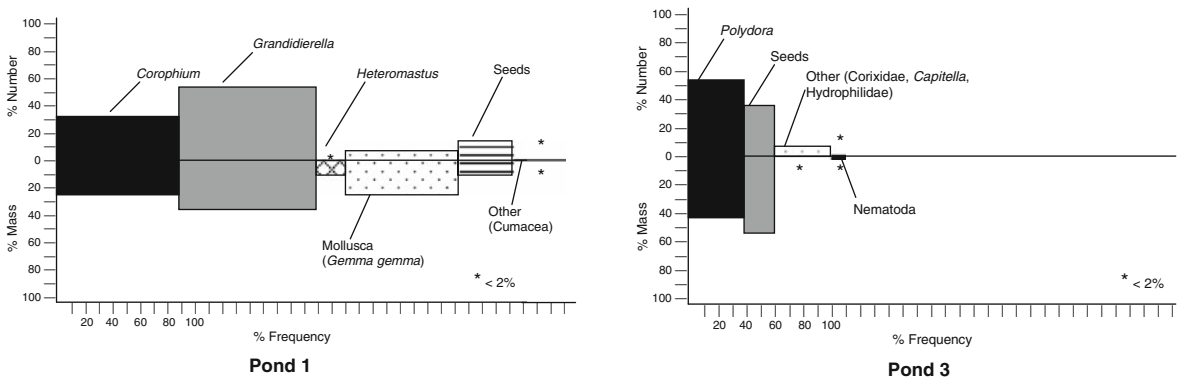 100
80
60
40
20
0
20
40
60
80
100
% Number
% Mass
Corophium
Grandidierella
Heteromastus
Seeds
*
*
*
Other
(Cumacea)
Mollusca
(Gemma gemma)
* < 2%
20 40 60 80 100
% Frequency
Pond 1
100
80
60
40
20
0
20
40
60
80
100
% Number
% Mass
Polydora
Seeds
Other (Corixidae, Capitella,
Hydrophilidae)
*
* *
Nematoda
* < 2%
20 40 60 80 100
% Frequency
Pond 3